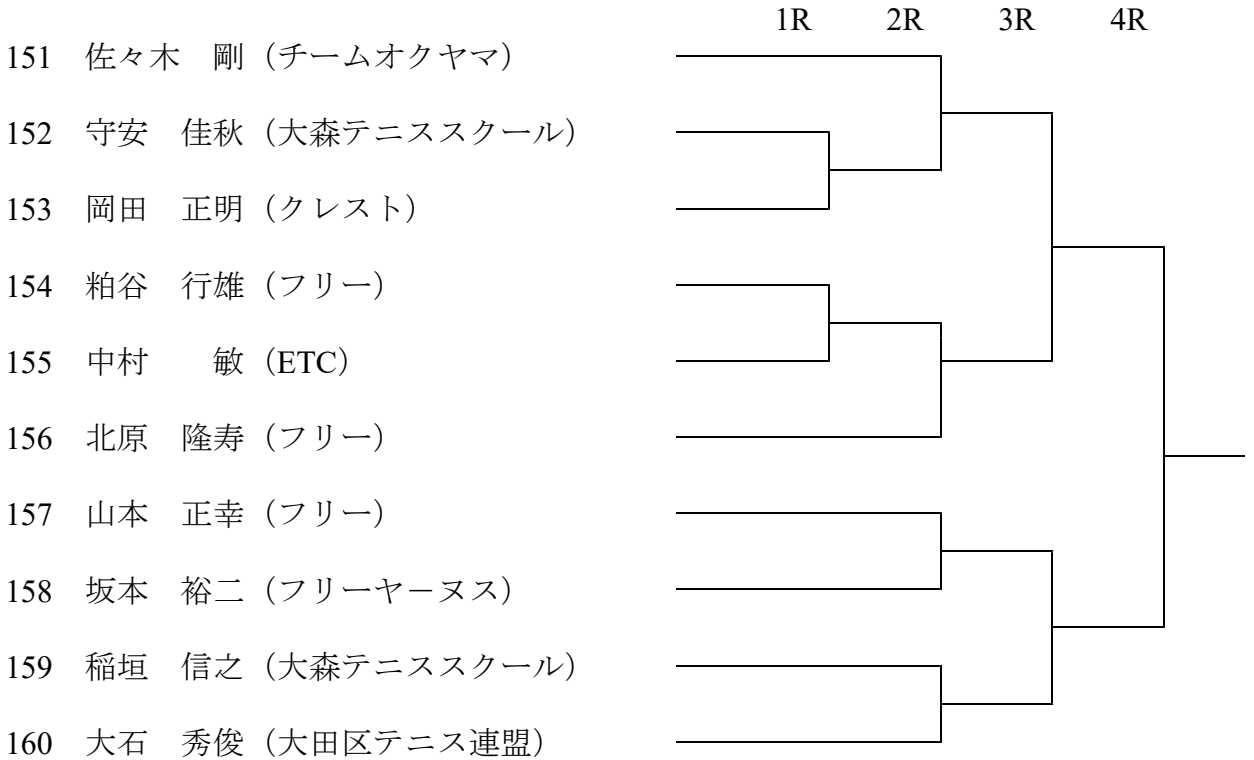 1R　2R　3R　4R
151　佐々木　剛（チームオクヤマ）
152　守安　佳秋（大森テニススクール）
153　岡田　正明（クレスト）
154　粕谷　行雄（フリー）
155　中村　　敏（ETC）
156　北原　隆寿（フリー）
157　山本　正幸（フリー）
158　坂本　裕二（フリーヤ－ヌス）
159　稲垣　信之（大森テニススクール）
160　大石　秀俊（大田区テニス連盟）